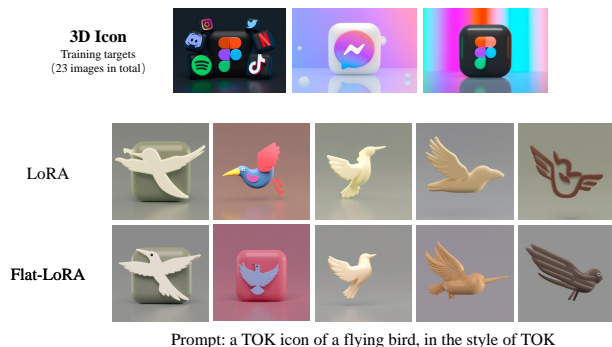 3D Icon
Training targets
(23 images in total)
LoRA
Flat-LoRA
Prompt: a TOK icon of a flying bird, in the style of TOK